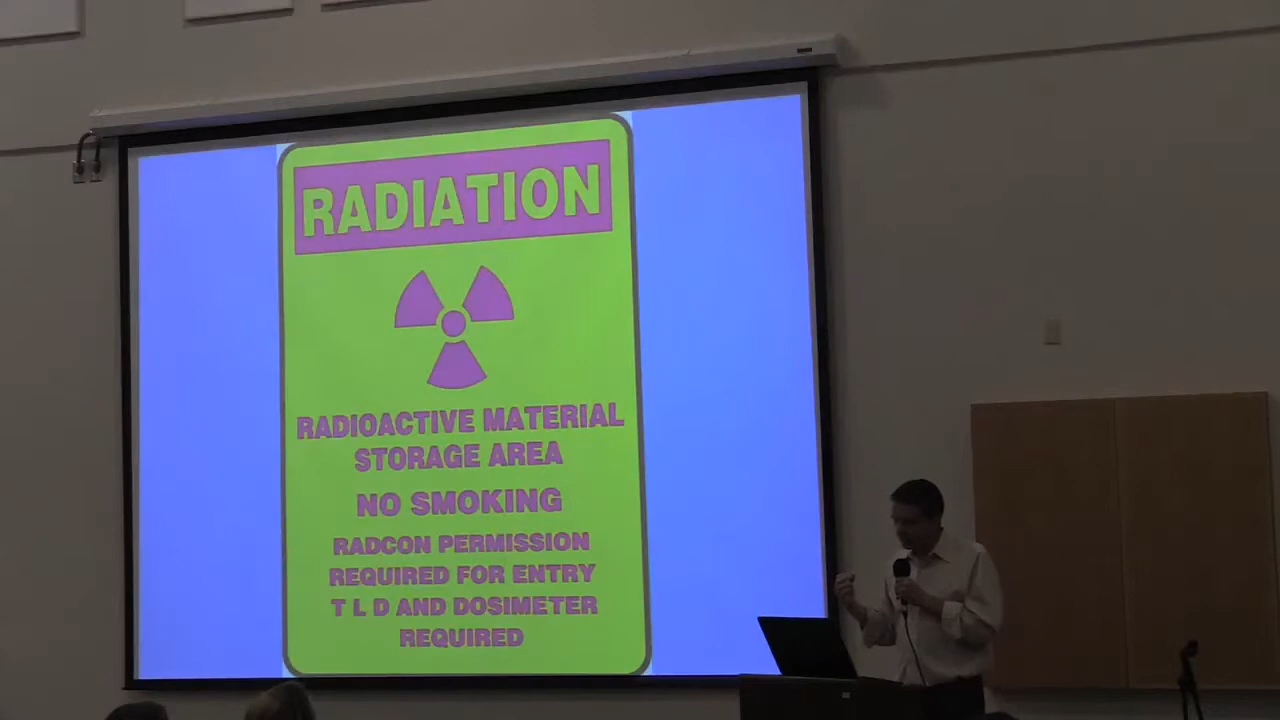 RADIATION
RADIOACTIVE MATERIAL
STORAGE AREA
NO SMOKING
RADCON PERMISSION
REQUIRED FOR ENTRY
T L D AND DOSIMETER
REQUIRED